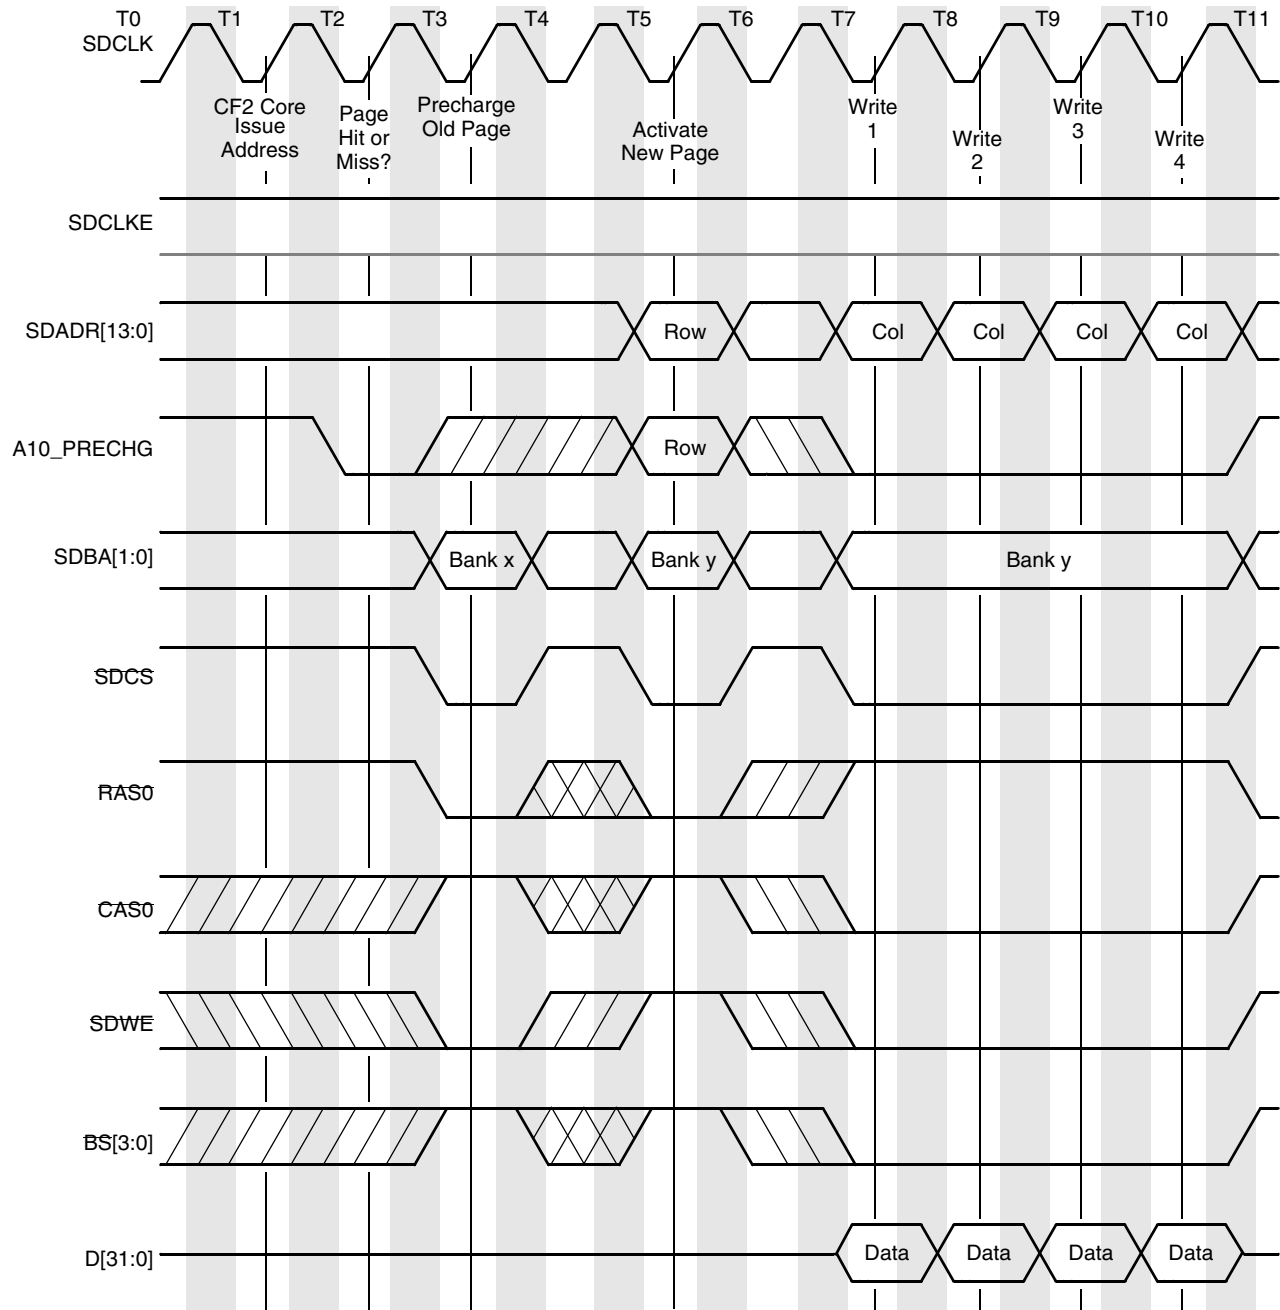 T0 T1 T2 T3 T4 T5 T6 T7 T8 T9 T10 T11
SDCLK
CF2 Core
Issue
Address
Page
Hit or
Miss?
Precharge
Old Page
Activate
New Page
Write
1
Write
2
Write
3
Write
4
SDCLKE
SDADR[13:0] Row Col Col Col Col
A10_PRECHG Row
SDBA[1:0] Bank x Bank y Bank y
SDCS
RAS0
CAS0
SDWE
BS[3:0]
D[31:0] Data Data Data Data